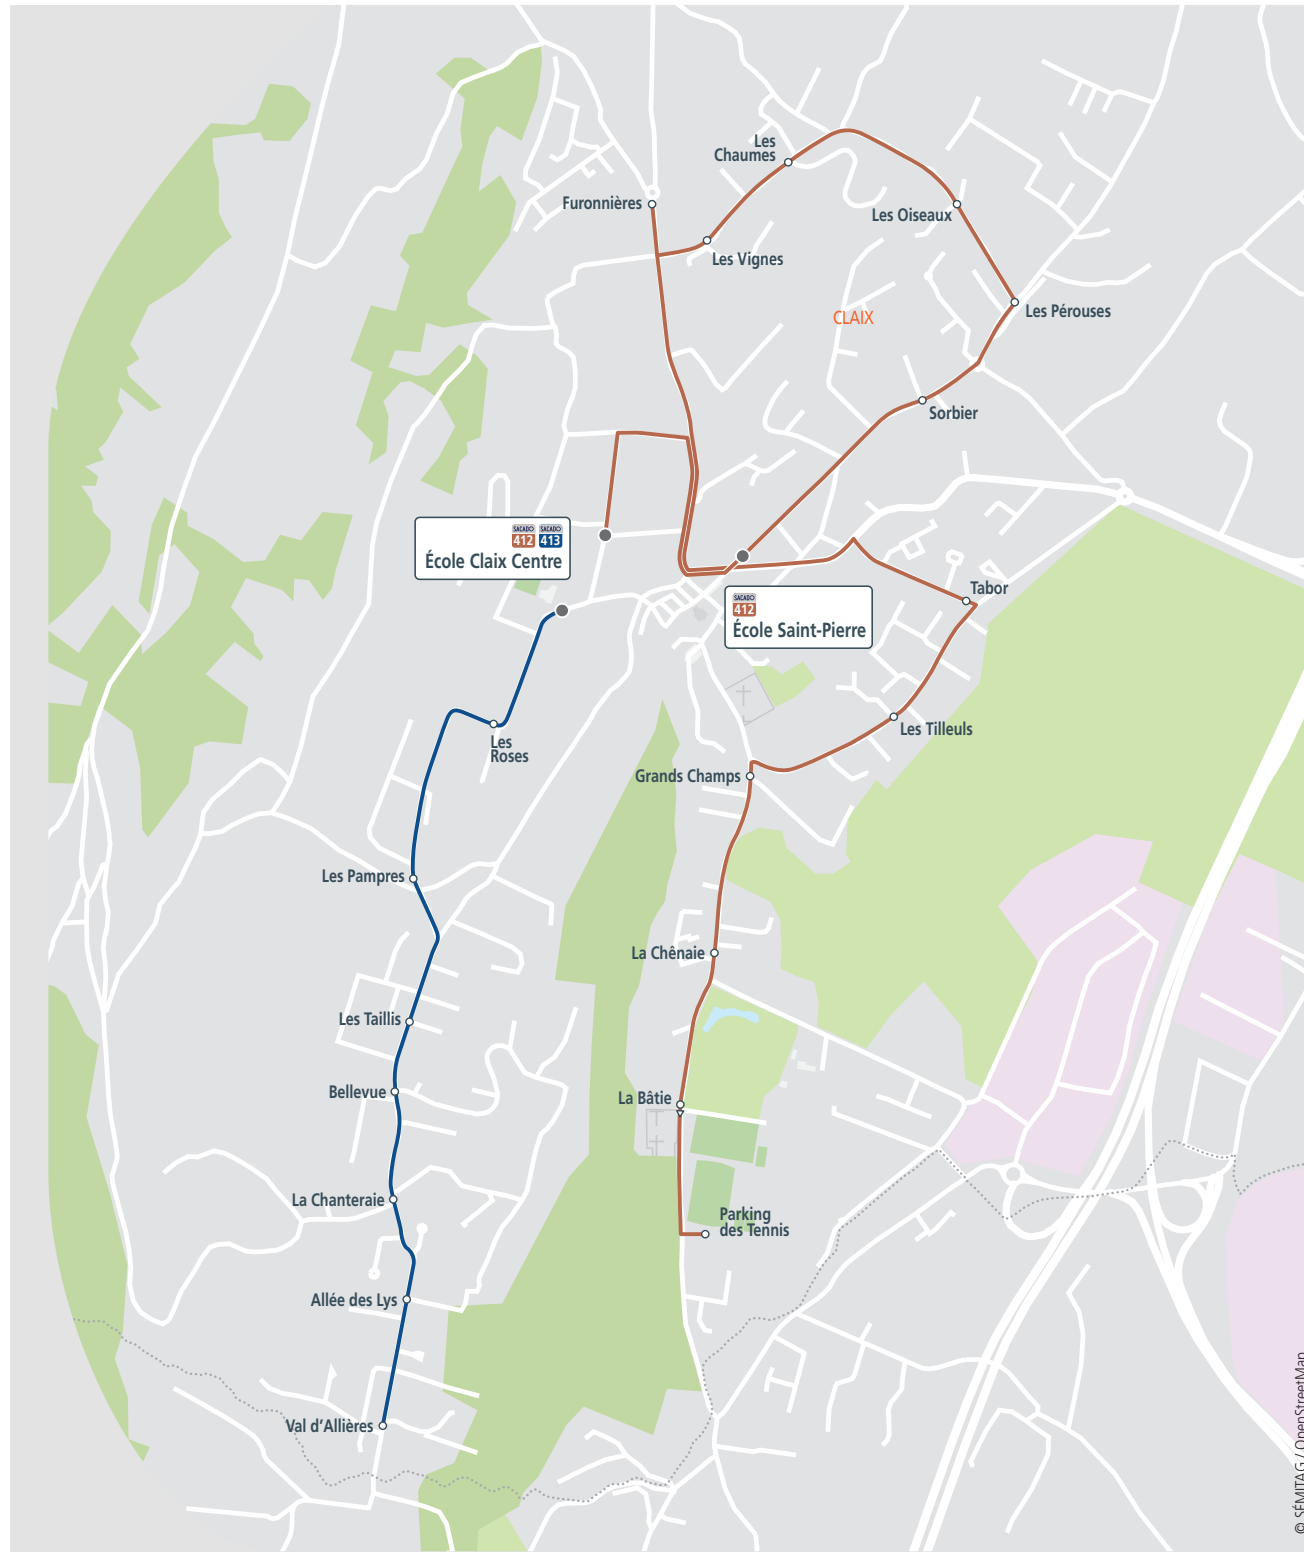 Les
Chaumes
Furonnières
Les Oiseaux
Les Vignes
Les Pérouses
CLAIX
Sorbier
SACADO SACADO
412 413
École Claix Centre
SACADO
412
École Saint-Pierre
Tabor
Les Tilleuls
Les
Roses
Grands Champs
Les Pampres
La Chênaie
Les Taillis
Bellevue
La Bâtie
La Chanteraie
Parking
des Tennis
Allée des Lys
Val d'Allières
© SÉMITAG / OpenStreetMap